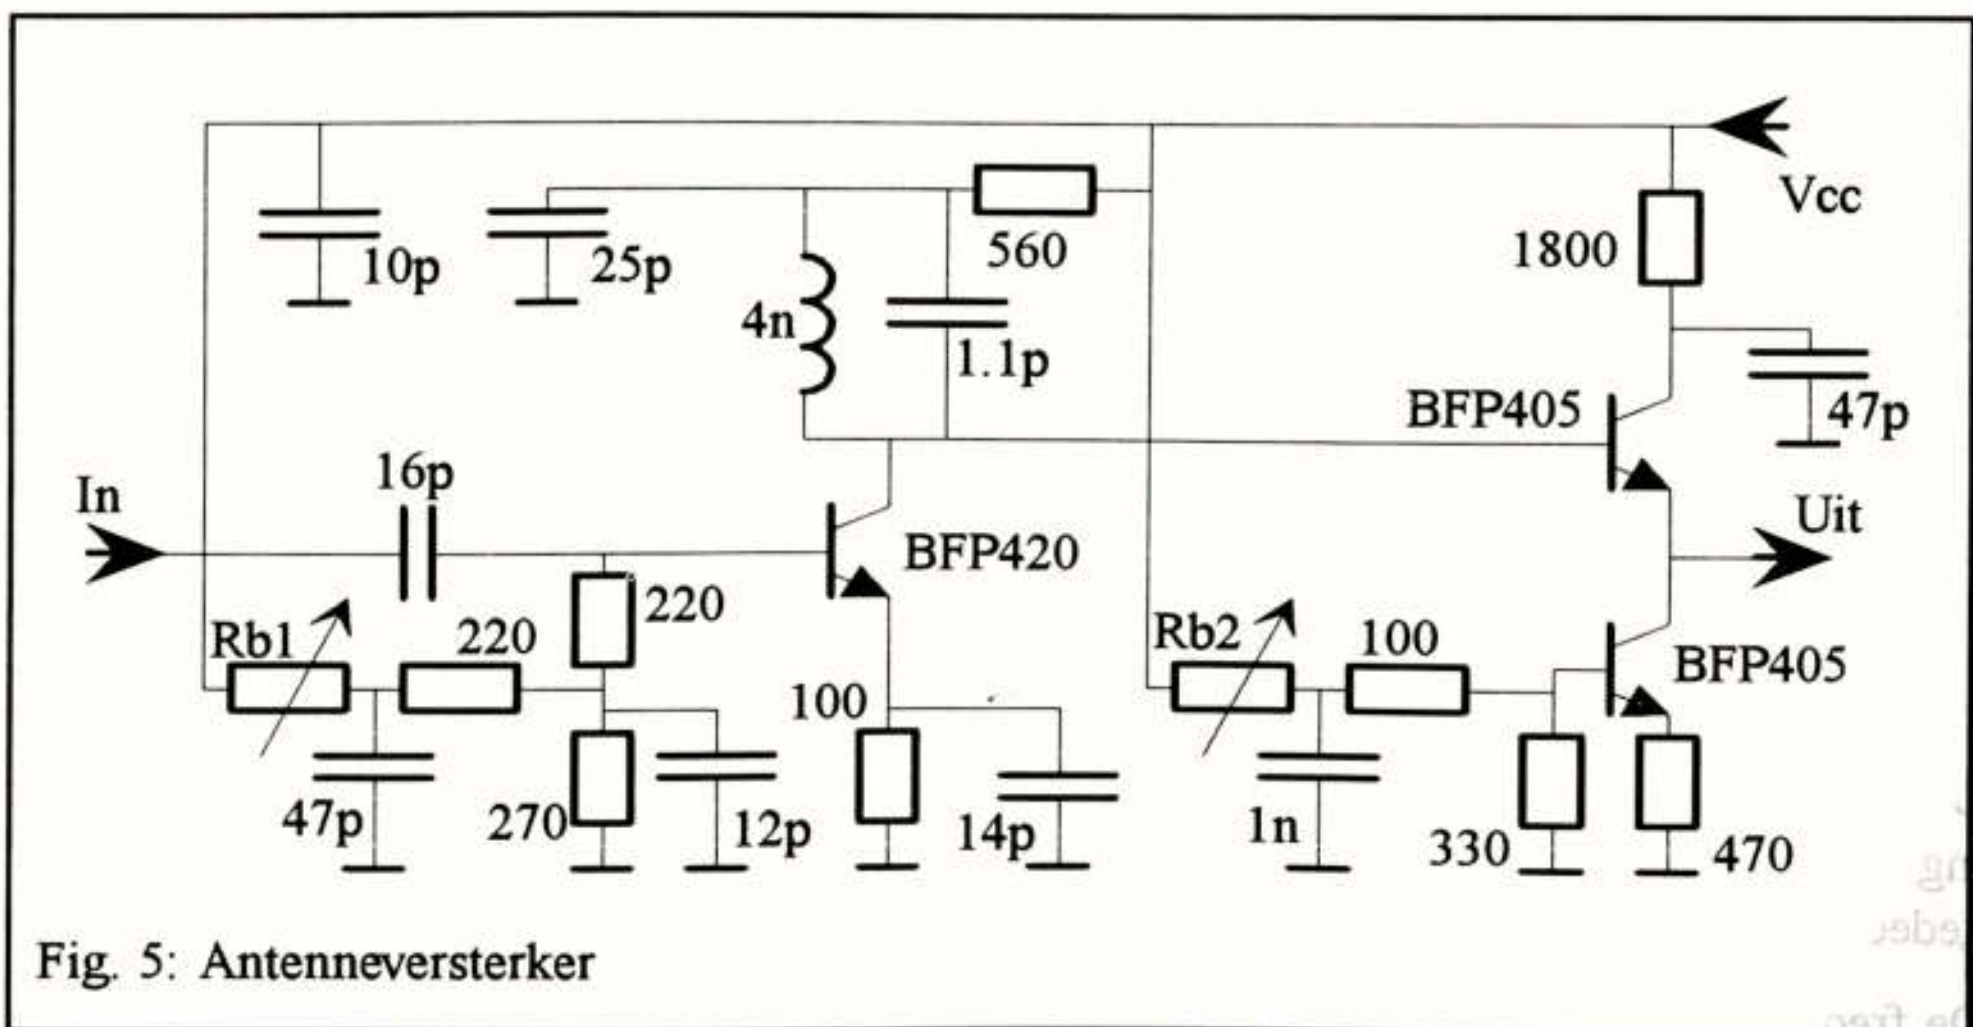 Vcc
10p
25p
560
1800
4n
1.1p
BFP405
47p
In
16p
BFP420
Uit
Rb1
220
220
Rb2
100
BFP405
100
47p
270
12p
14p
1n
330
470
Fig. 5: Antenneversterker